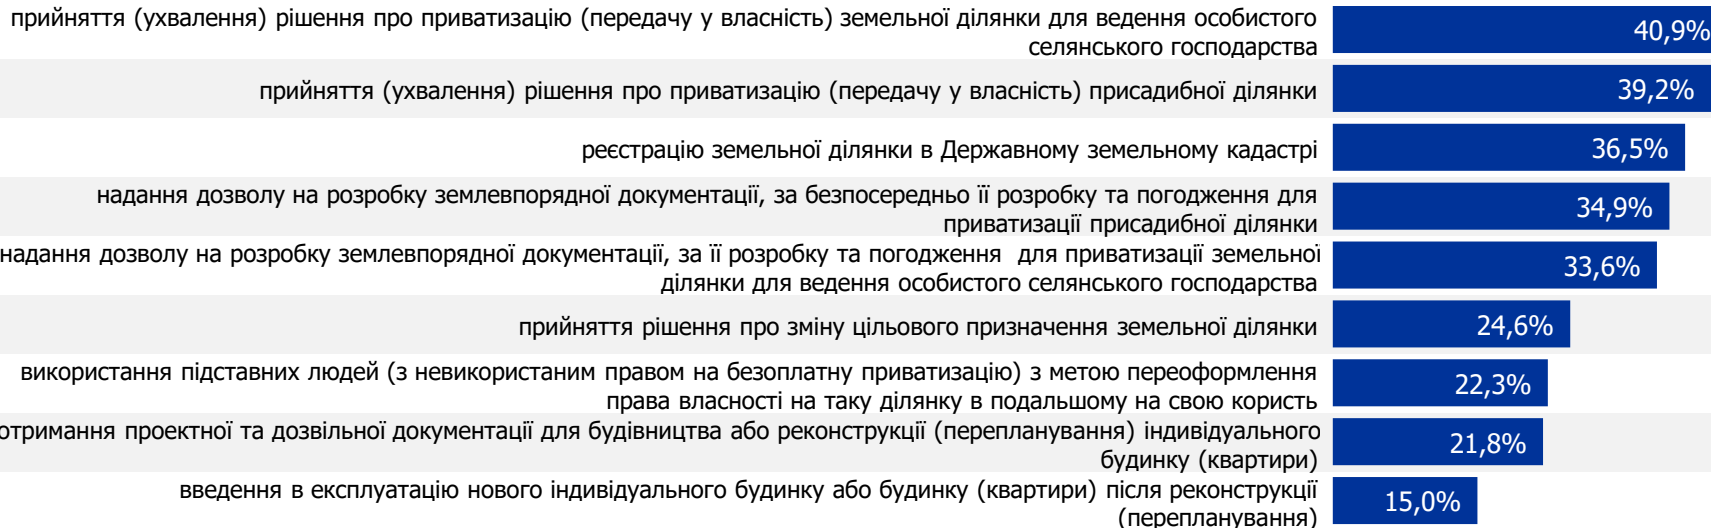 прийняття (ухвалення) рішення про приватизацію (передачу у власність) земельної ділянки для ведення особистого
селянського господарства
40,9%
прийняття (ухвалення) рішення про приватизацію (передачу у власність) присадибної ділянки
39,2%
реєстрацію земельної ділянки в Державному земельному кадастрі
36,5%
надання дозволу на розробку землевпорядної документації, за безпосередньо її розробку та погодження для
приватизації присадибної ділянки
34,9%
надання дозволу на розробку землевпорядної документації, за її розробку та погодження для приватизації земельної
ділянки для ведення особистого селянського господарства
33,6%
прийняття рішення про зміну цільового призначення земельної ділянки
24,6%
використання підставних людей (з невикористаним правом на безоплатну приватизацію) з метою переоформлення
права власності на таку ділянку в подальшому на свою користь
22,3%
отримання проектної та дозвільної документації для будівництва або реконструкції (перепланування) індивідуального
будинку (квартири)
21,8%
введення в експлуатацію нового індивідуального будинку або будинку (квартири) після реконструкції
(перепланування)
15,0%